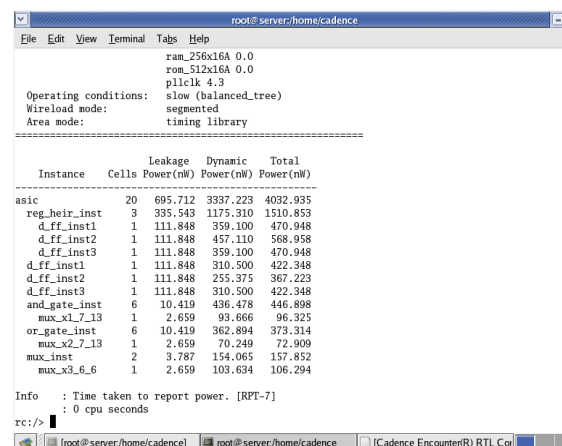 root@server:/home/cadence
File Edit View Terminal Tabs Help
ram_256x16A 0.0
rom_512x16A 0.0
pllclk 4.3
Operating conditions: slow (balanced_tree)
Wireload mode: segmented
Area mode: timing library
============================================================
Leakage Dynamic Total
Instance Cells Power(nW) Power(nW) Power(nW)
----------------------------------------------------
asic 20 695.712 3337.223 4032.935
reg_heir_inst 3 335.543 1175.310 1510.853
d_ff_inst1 1 111.848 359.100 470.948
d_ff_inst2 1 111.848 457.110 568.958
d_ff_inst3 1 111.848 359.100 470.948
d_ff_inst1 1 111.848 310.500 422.348
d_ff_inst2 1 111.848 255.375 367.223
d_ff_inst3 1 111.848 310.500 422.348
and_gate_inst 6 10.419 436.478 446.898
mux_x1_7_13 1 2.659 93.666 96.325
or_gate_inst 6 10.419 362.894 373.314
mux_x2_7_13 1 2.659 70.249 72.909
mux_inst 2 3.787 154.065 157.852
mux_x3_6_6 1 2.659 103.634 106.294
Info : Time taken to report power. [RPT-7]
: 0 cpu seconds
rc:/>
[root@server:/home/cadence] root@server:/home/cadence [Cadence Encounter(R) RTL Cor